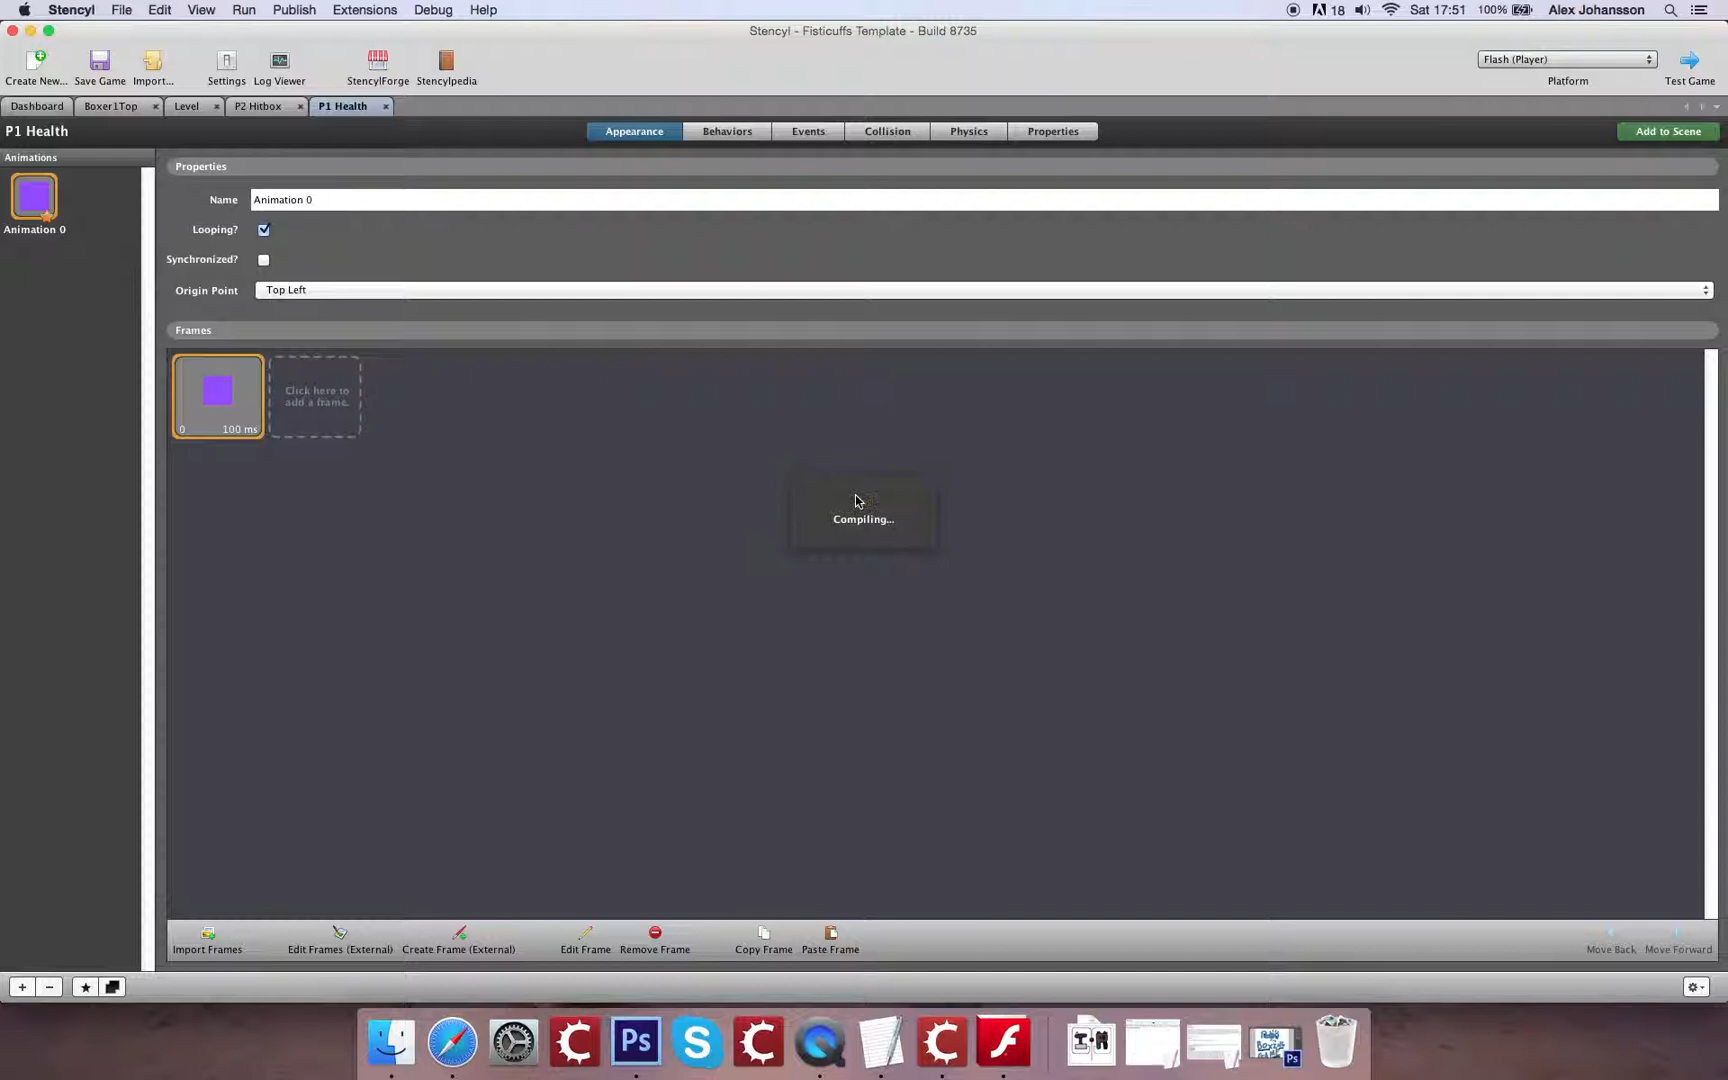 Stencyl File Edit View Run Publish Extensions Debug Help 18 Sat 17:51 100% Alex Johansson
Stencyl - Fisticuffs Template - Build 8735
Create New... Save Game Import... Settings Log Viewer StencylForge Stencylpedia Flash (Player) Platform Test Game
Dashboard Boxer1Top Level P2 Hitbox P1 Health
P1 Health Appearance Behaviors Events Collision Physics Properties Add to Scene
Animations
Properties
Name Animation 0
Animation 0 Looping?
Synchronized?
Origin Point Top Left
Frames
Click here to
add a frame.
0 100 ms
Compiling...
Import Frames Edit Frames (External) Create Frame (External) Edit Frame Remove Frame Copy Frame Paste Frame Move Back Move Forward
Ps
Ps